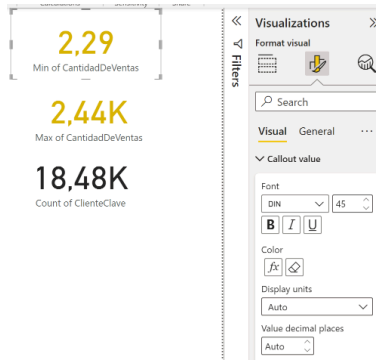 2,29
Min of CantidadDeVentas
2,44K
Max of CantidadDeVentas
18,48K
Count of ClienteClave
Filters
Visualizations
Format visual
Search
Visual General ...
Callout value
Font
DIN 45
B I U
Color
fx
Display units
Auto
Value decimal places
Auto